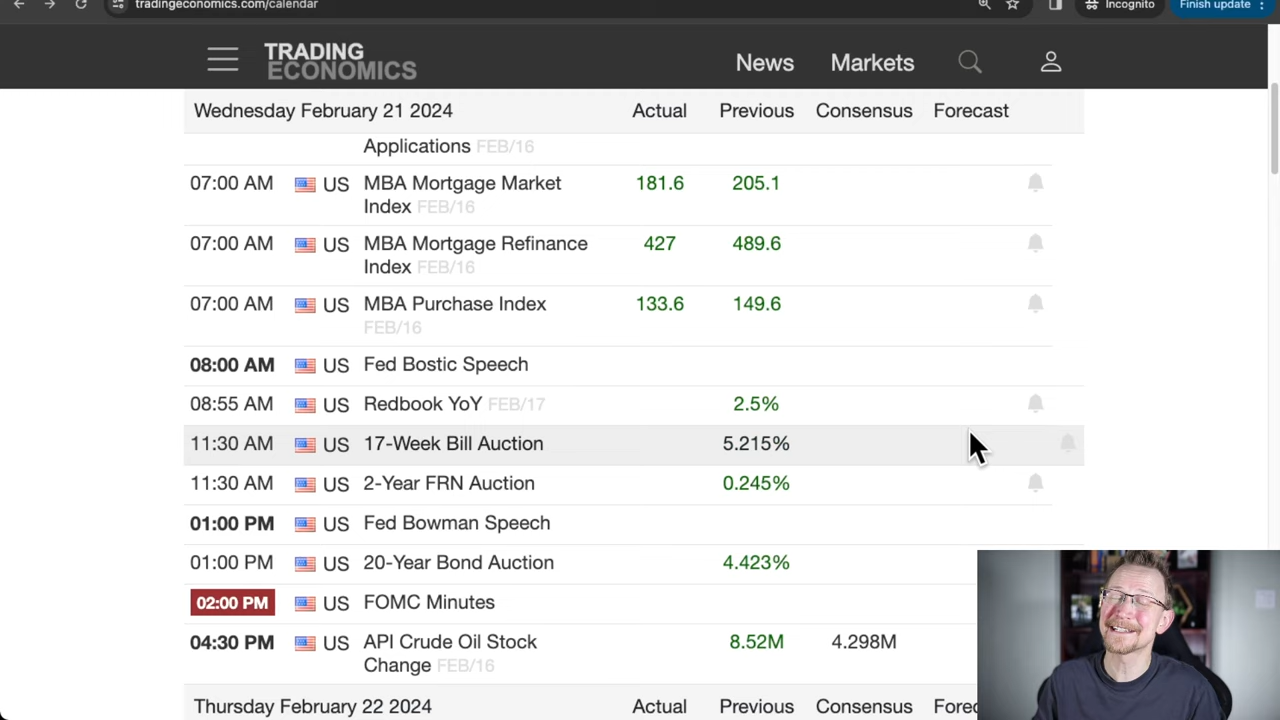 tradingeconomics.com/calendar
Incognito
Finish update
TRADING
ECONOMICS
News
Markets
Wednesday February 21 2024 Actual Previous Consensus Forecast
Applications FEB/16
07:00 AM US MBA Mortgage Market 181.6 205.1
Index FEB/16
07:00 AM US MBA Mortgage Refinance 427 489.6
Index FEB/16
07:00 AM US MBA Purchase Index 133.6 149.6
FEB/16
08:00 AM US Fed Bostic Speech
08:55 AM US Redbook YoY FEB/17 2.5%
11:30 AM US 17-Week Bill Auction 5.215%
11:30 AM US 2-Year FRN Auction 0.245%
01:00 PM US Fed Bowman Speech
01:00 PM US 20-Year Bond Auction 4.423%
02:00 PM US FOMC Minutes
04:30 PM US API Crude Oil Stock 8.52M 4.298M
Change FEB/16
Thursday February 22 2024 Actual Previous Consensus Forec